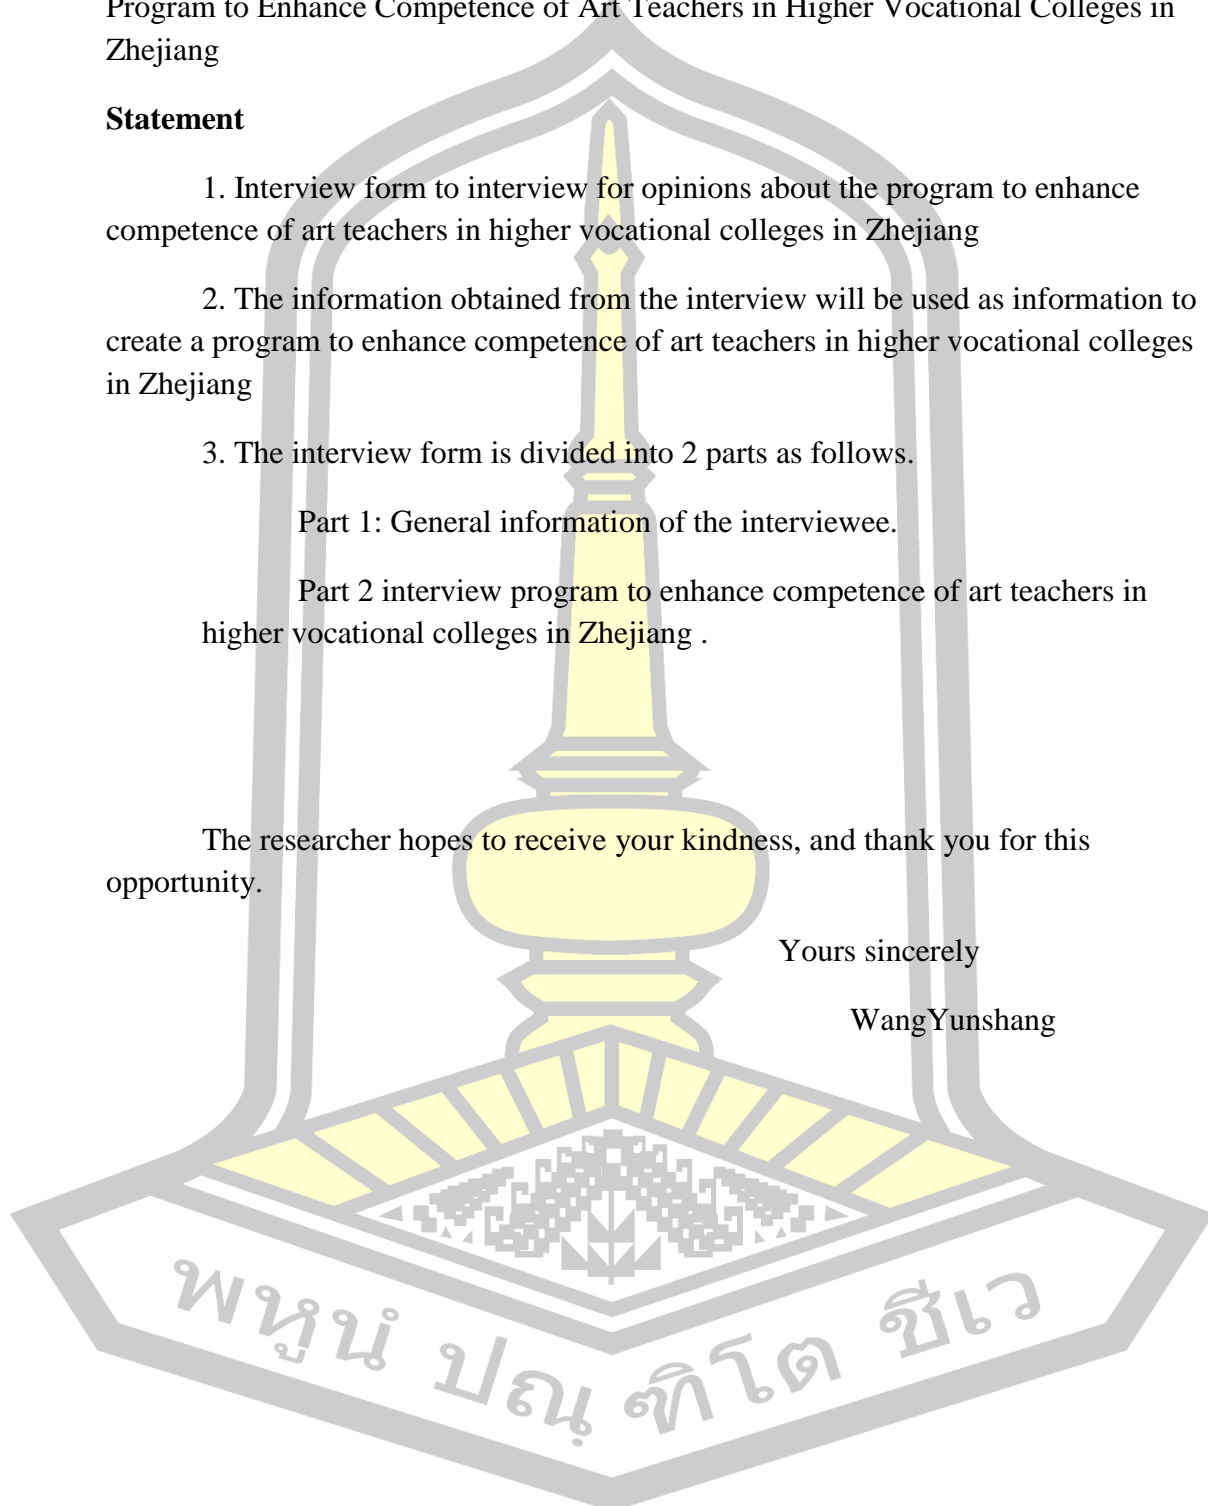 Program to Enhance Competence of Art Teachers in Higher Vocational Colleges in
Zhejiang
Statement
1. Interview form to interview for opinions about the program to enhance
competence of art teachers in higher vocational colleges in Zhejiang
2. The information obtained from the interview will be used as information to
create a program to enhance competence of art teachers in higher vocational colleges
in Zhejiang
3. The interview form is divided into 2 parts as follows.
Part 1: General information of the interviewee.
Part 2 interview program to enhance competence of art teachers in
higher vocational colleges in Zhejiang .
The researcher hopes to receive your kindness, and thank you for this
opportunity.
Yours sincerely
WangYunshang
พหูนํ ปณฺฑิโต ชีเว